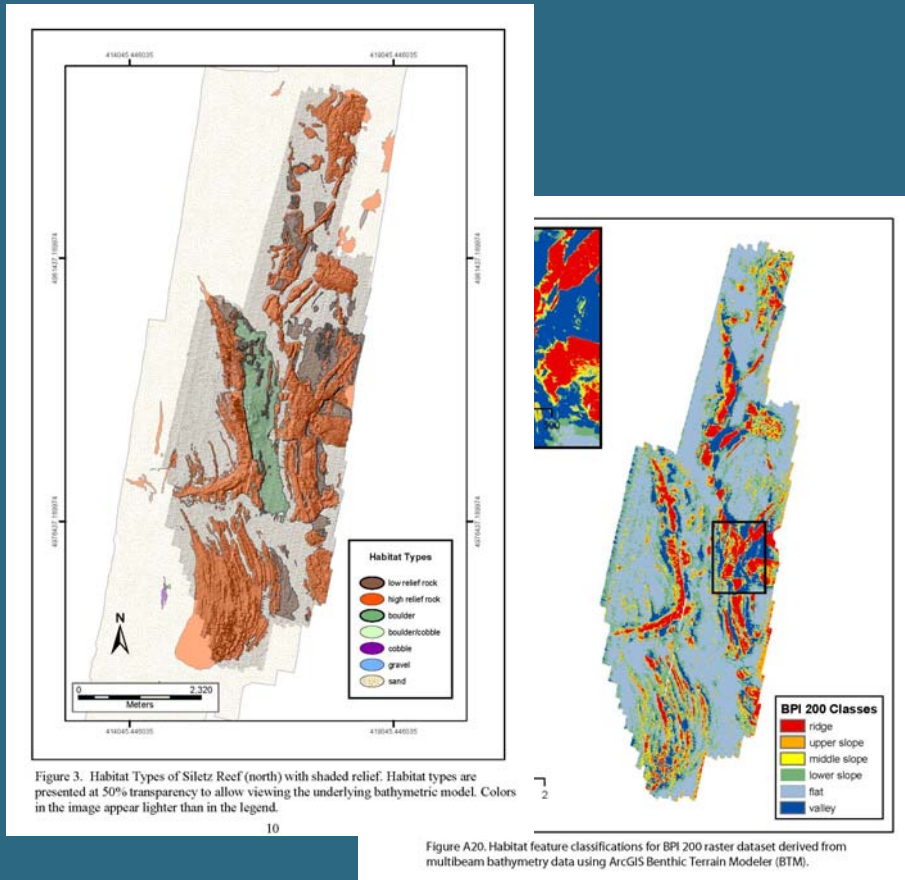 414045.446035
419045.446035
4981437.169974
4981437.169974
4976437.169974
4976437.169974
Habitat Types
low relief rock
high relief rock
boulder
boulder/cobble
cobble
gravel
sand
N
0
2,320
Meters
414045.446035
419045.446035
Figure 3. Habitat Types of Siletz Reef (north) with shaded relief. Habitat types are
presented at 50% transparency to allow viewing the underlying bathymetric model. Colors
in the image appear lighter than in the legend.
10
BPI 200 Classes
ridge
upper slope
middle slope
lower slope
flat
valley
2
Figure A20. Habitat feature classifications for BPI 200 raster dataset derived from
multibeam bathymetry data using ArcGIS Benthic Terrain Modeler (BTM).